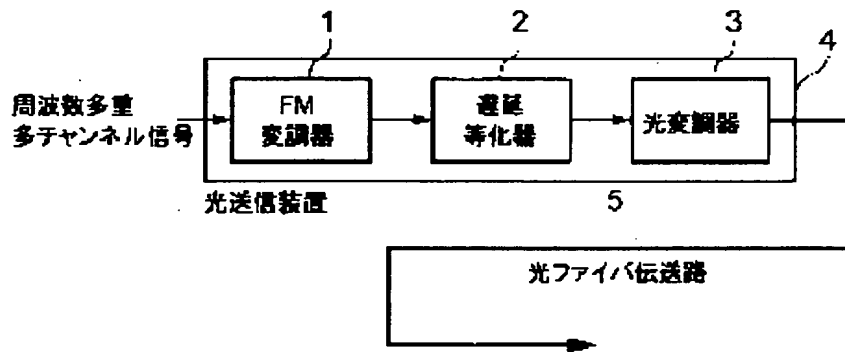 1
2
3
4
周波数多重
多チャンネル信号
FM
変調器
遅延
等化器
光変調器
光送信装置
5
光ファイバ伝送路